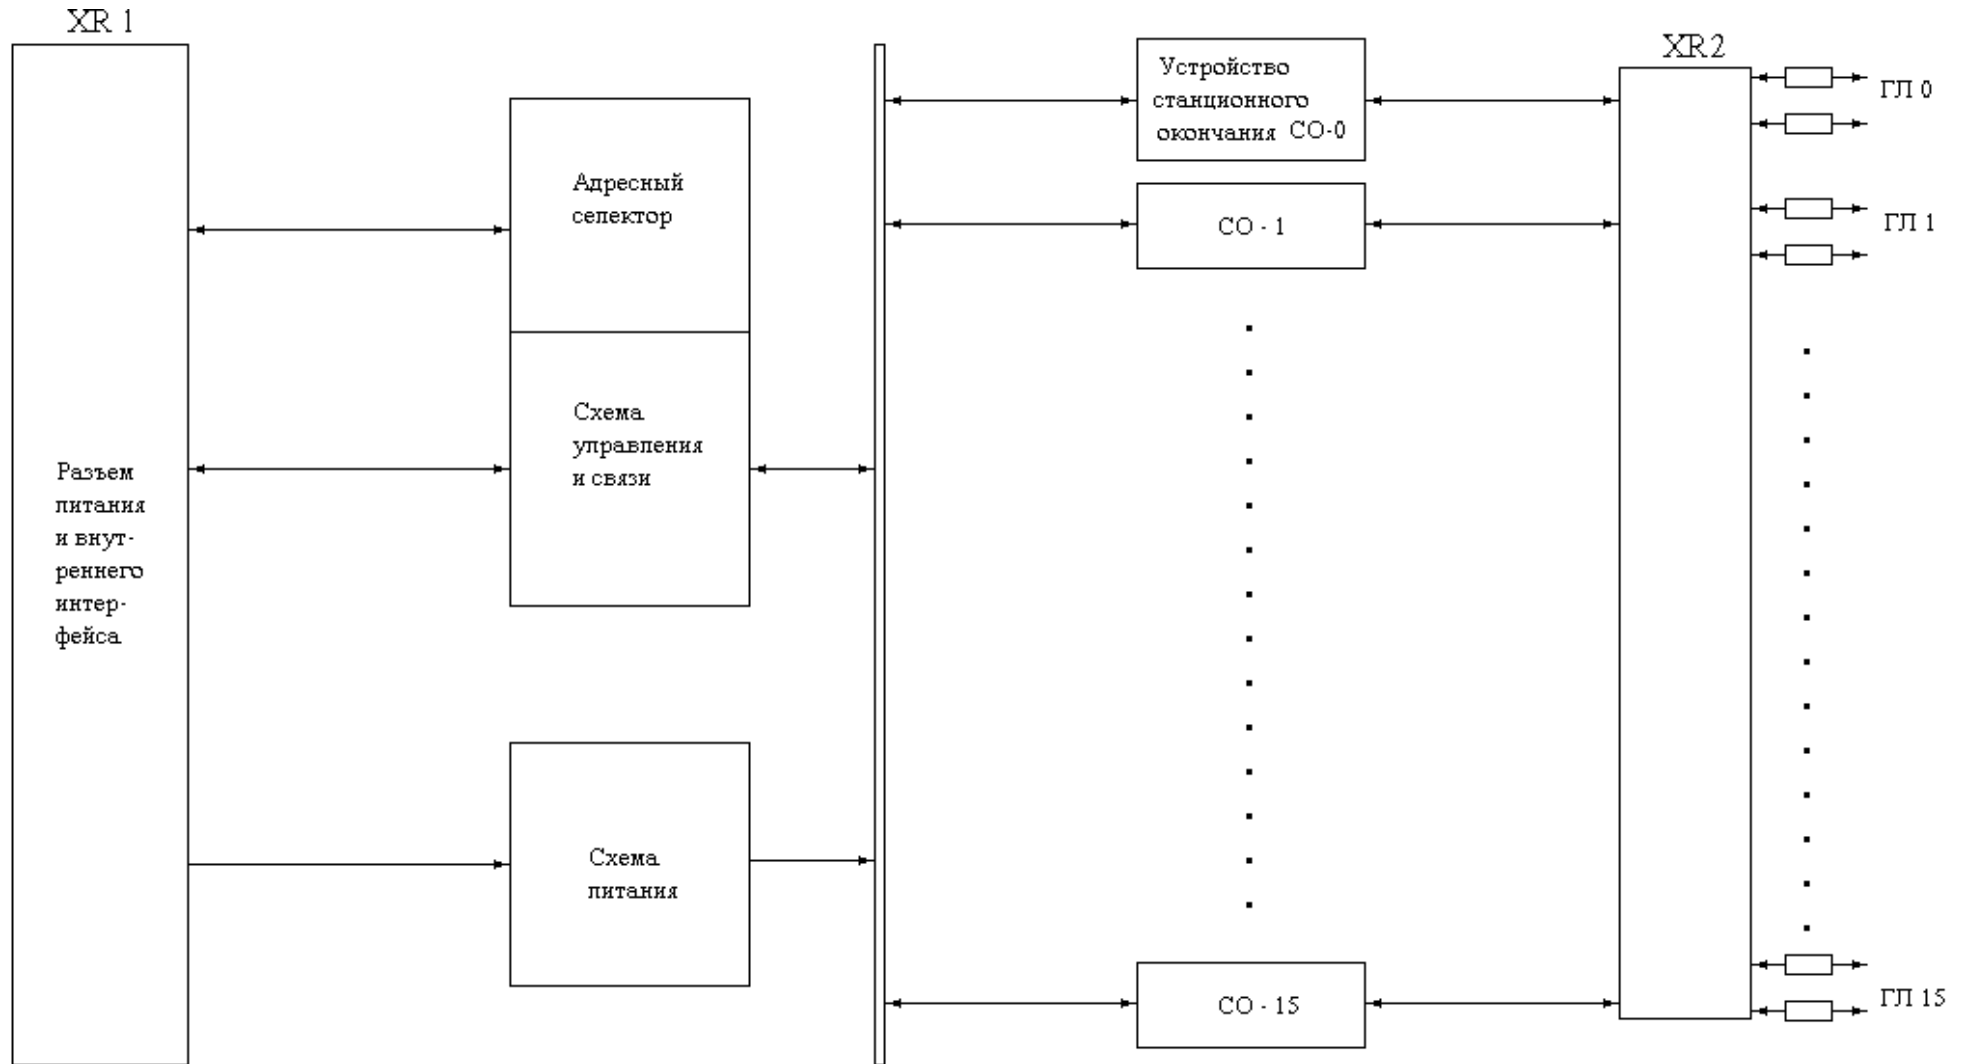 XR 1
Разъем
питания
и внут-
реннего
интер-
фейса
Адресный
селектор
Схема
управления
и связи
Схема
питания
Устройство
станционного
окончания СО-0
СО - 1
СО - 15
XR2
ГЛ 0
ГЛ 1
ГЛ 15